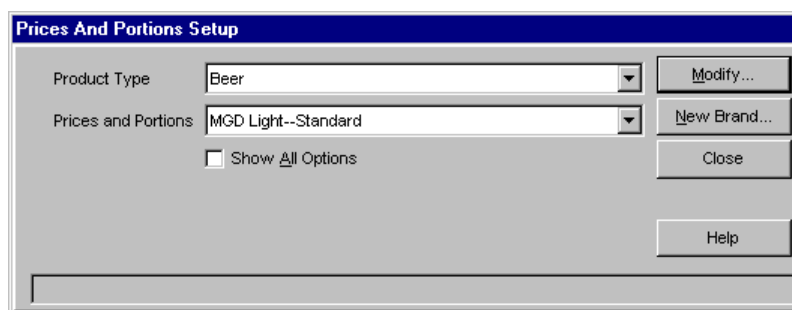 Prices And Portions Setup
Product Type Beer Modify...
Prices and Portions MGD Light--Standard New Brand...
Show All Options Close
Help